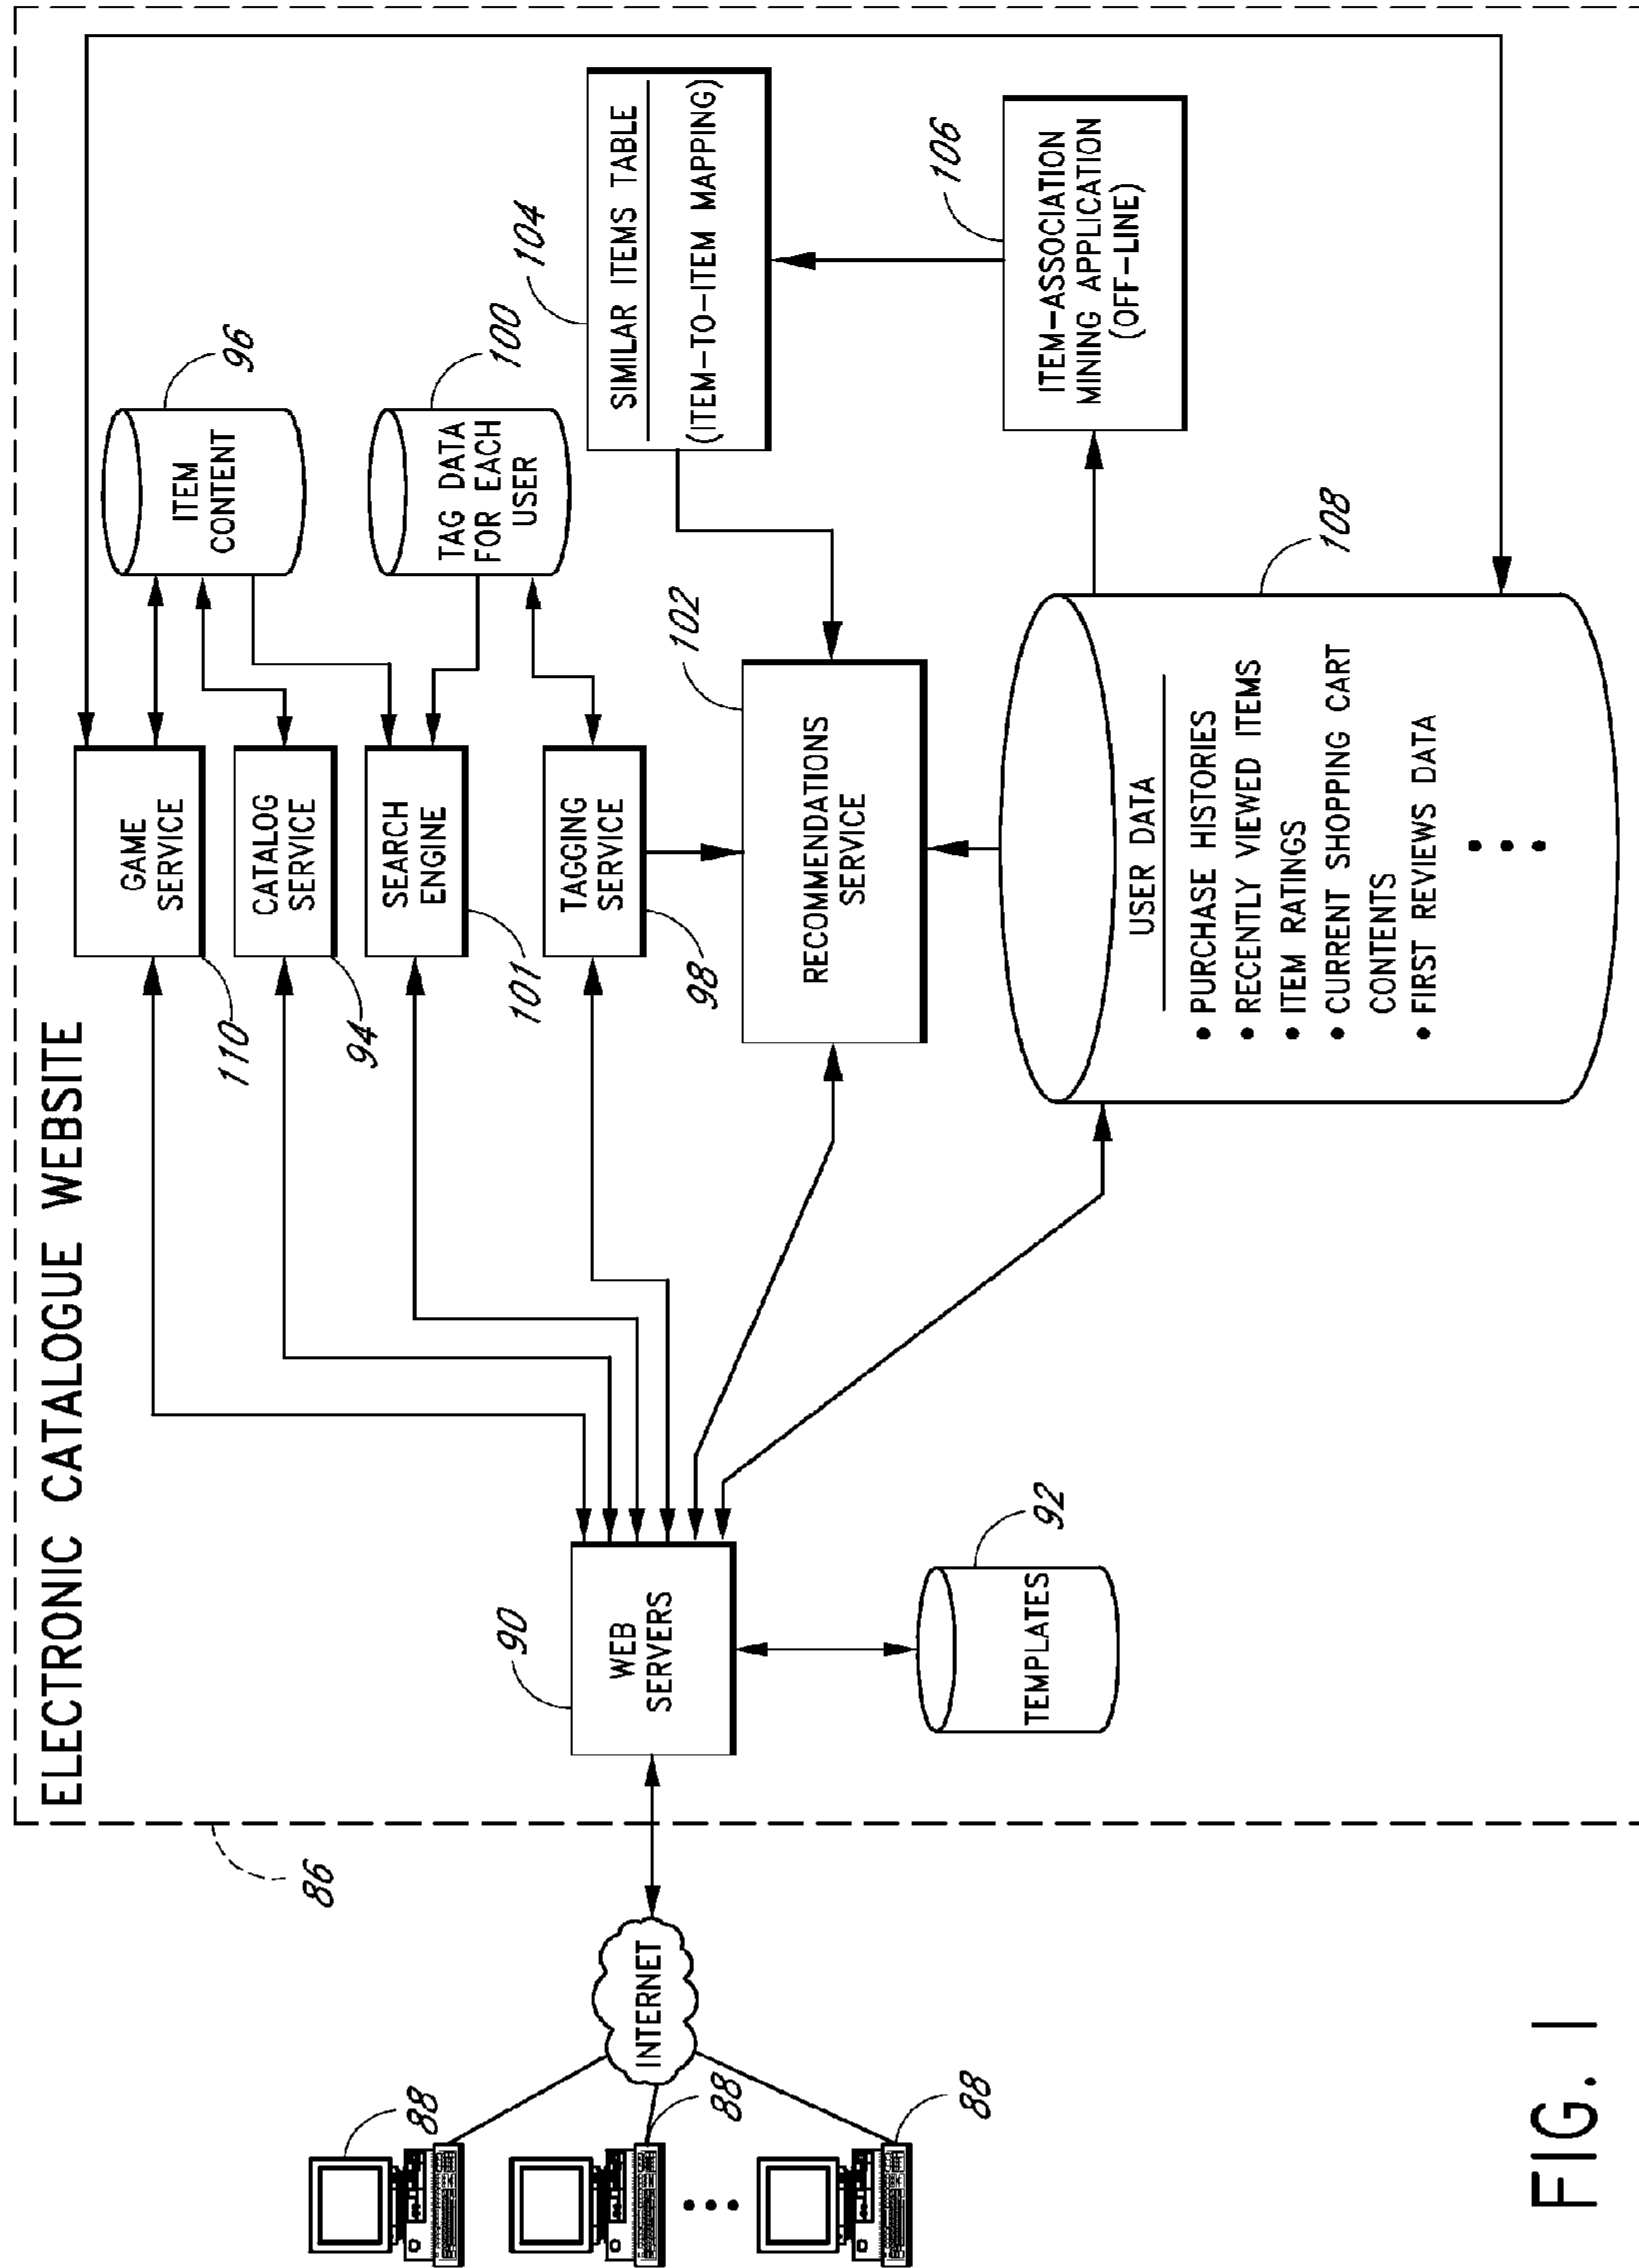 ELECTRONIC CATALOGUE WEBSITE
86
88
88
88
INTERNET
90
WEB
SERVERS
92
TEMPLATES
GAME
SERVICE
110
CATALOG
SERVICE
94
SEARCH
ENGINE
101
TAGGING
SERVICE
98
ITEM
CONTENT
96
TAG DATA
FOR EACH
USER
100
102
RECOMMENDATIONS
SERVICE
104
SIMILAR ITEMS TABLE
(ITEM-TO-ITEM MAPPING)
106
ITEM-ASSOCIATION
MINING APPLICATION
(OFF-LINE)
108
USER DATA
• PURCHASE HISTORIES
• RECENTLY VIEWED ITEMS
• ITEM RATINGS
• CURRENT SHOPPING CART
CONTENTS
• FIRST REVIEWS DATA
FIG. 1